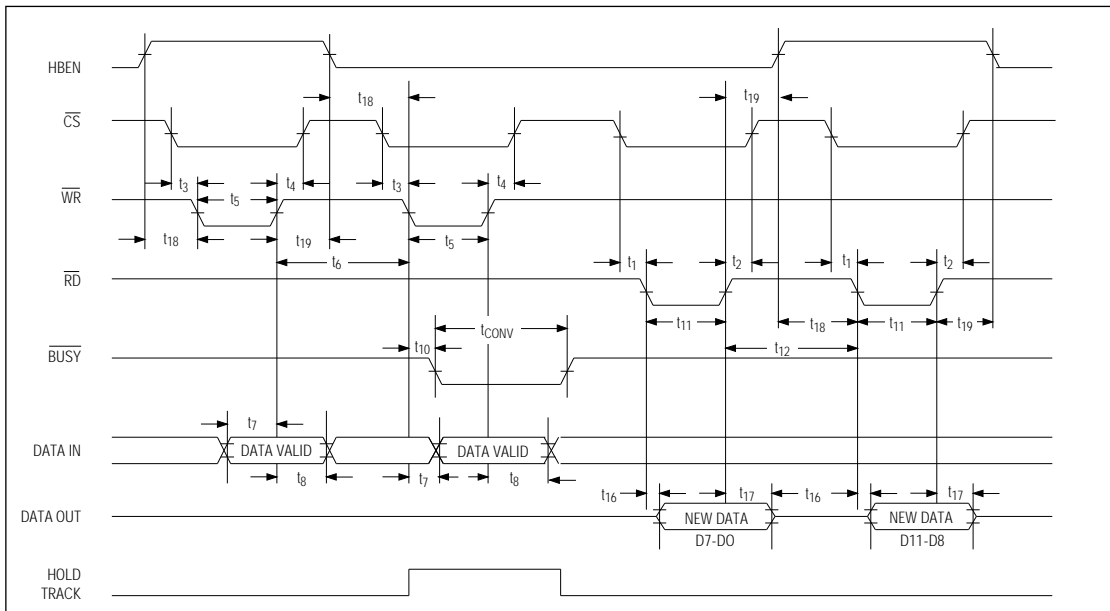 HBEN
t18 t19
CS
t3 t4 t3 t4
t5
WR
t18 t19 t5
t6
t1 t2 t1 t2
RD
t11 t18 t11 t19
tCONV
t10 t12
BUSY
t7
DATA IN DATA VALID DATA VALID
t8 t7 t8
t16 t17 t16 t17
DATA OUT NEW DATA NEW DATA
D7-D0 D11-D8
HOLD
TRACK